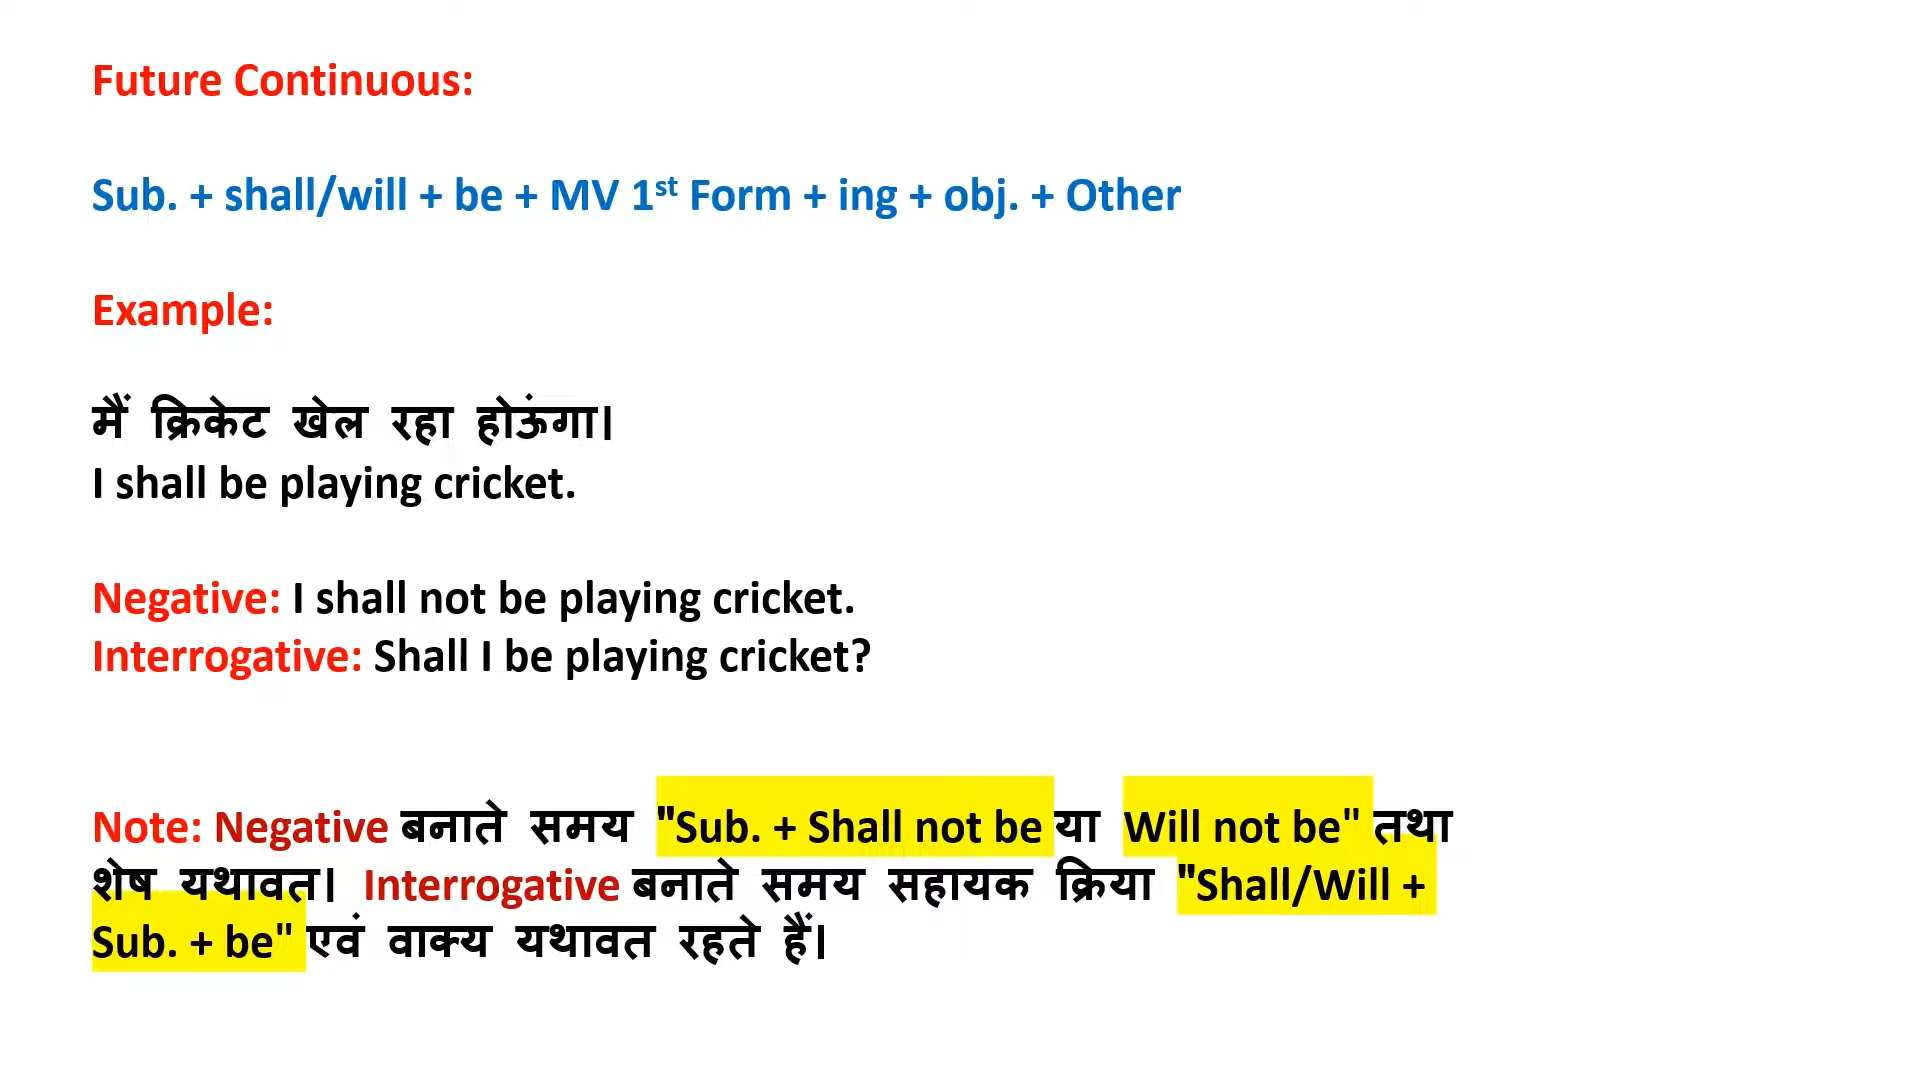 Future Continuous:
Sub. + shall/will + be + MV 1st Form + ing + obj. + Other
Example:
मैं क्रिकेट खेल रहा होऊंगा।
I shall be playing cricket.
Negative: I shall not be playing cricket.
Interrogative: Shall I be playing cricket?
Note: Negative बनाते समय "Sub. + Shall not be या Will not be" तथा
शेष यथावत। Interrogative बनाते समय सहायक क्रिया "Shall/Will +
Sub. + be" एवं वाक्य यथावत रहते हैं।